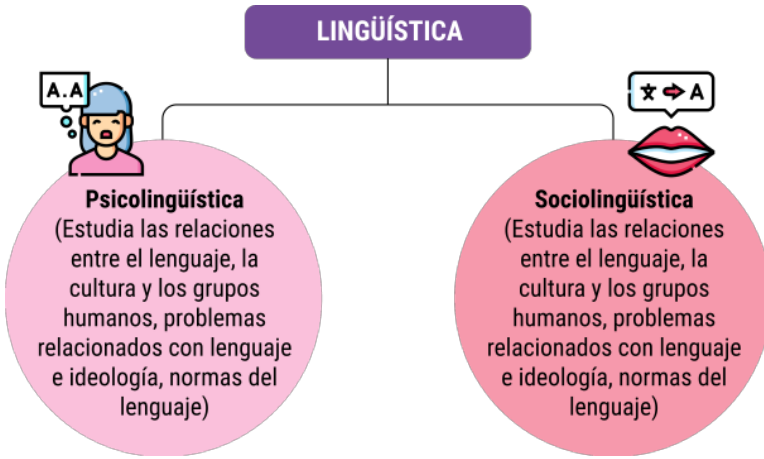 LINGÜÍSTICA
A.A
Psicolingüística
(Estudia las relaciones
entre el lenguaje, la
cultura y los grupos
humanos, problemas
relacionados con lenguaje
e ideología, normas del
lenguaje)
文 A
Sociolingüística
(Estudia las relaciones
entre el lenguaje, la
cultura y los grupos
humanos, problemas
relacionados con lenguaje
e ideología, normas del
lenguaje)